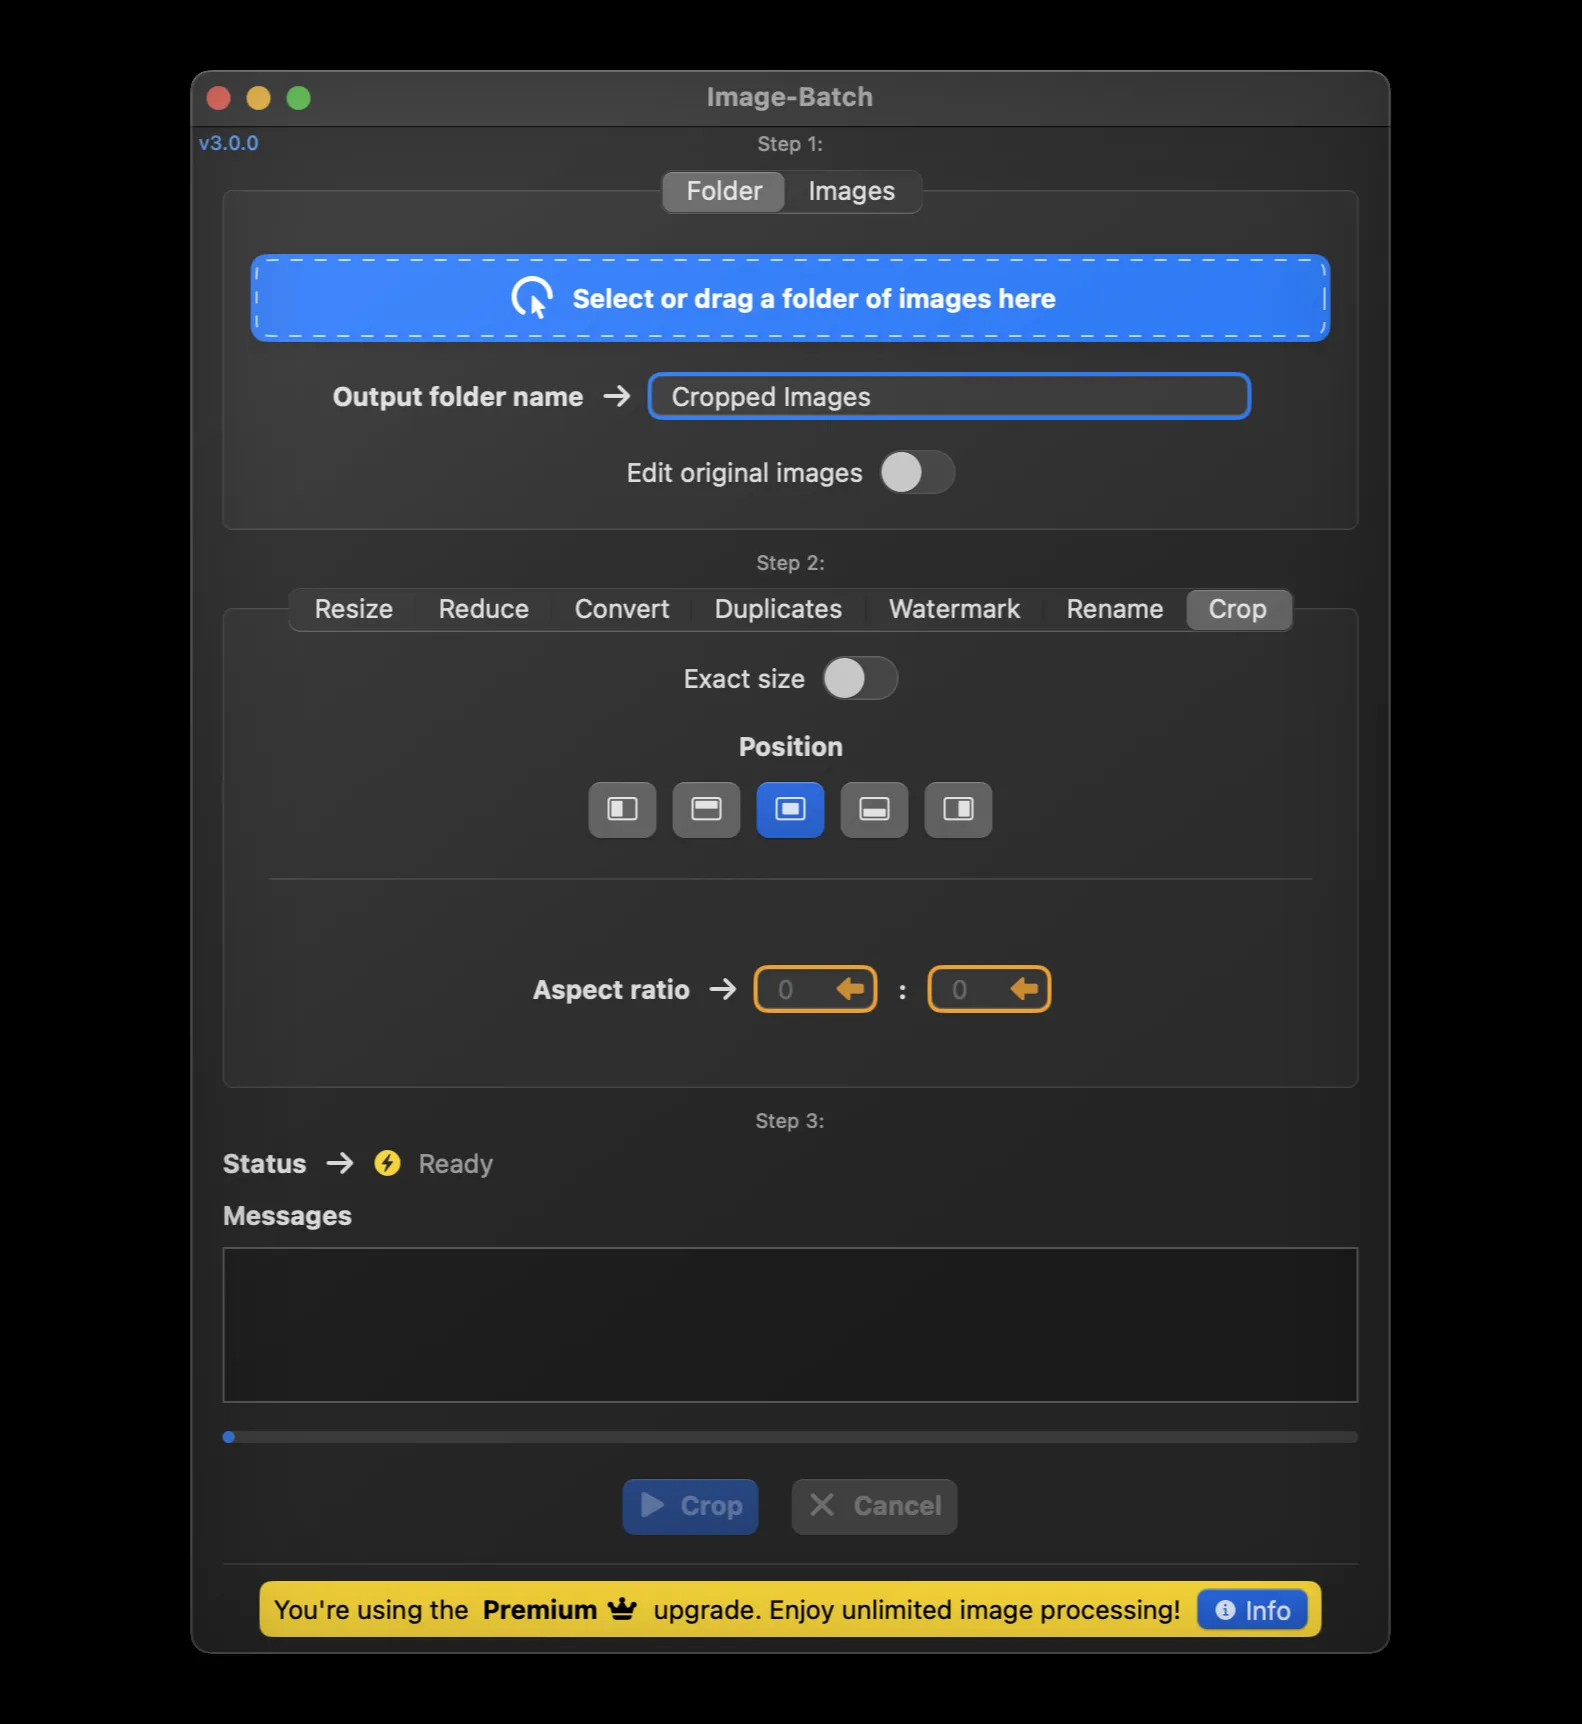 Image-Batch
v3.0.0
Step 1:
Folder Images
Select or drag a folder of images here
Output folder name → Cropped Images
Edit original images
Step 2:
Resize Reduce Convert Duplicates Watermark Rename Crop
Exact size
Position
Aspect ratio → 0 : 0
Step 3:
Status → Ready
Messages
Crop Cancel
You're using the Premium upgrade. Enjoy unlimited image processing! Info